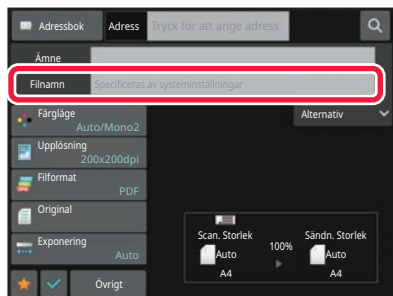 Adressbok Adress Tryck för att ange adress
Ämne
Filnamn Specificeras av systeminställningar
Färgläge
Auto/Mono2
Alternativ
Upplösning
200x200dpi
Filformat
PDF
Original
Exponering
Auto
Scan. Storlek 100% Sändn. Storlek
Auto Auto
A4 A4
Övrigt